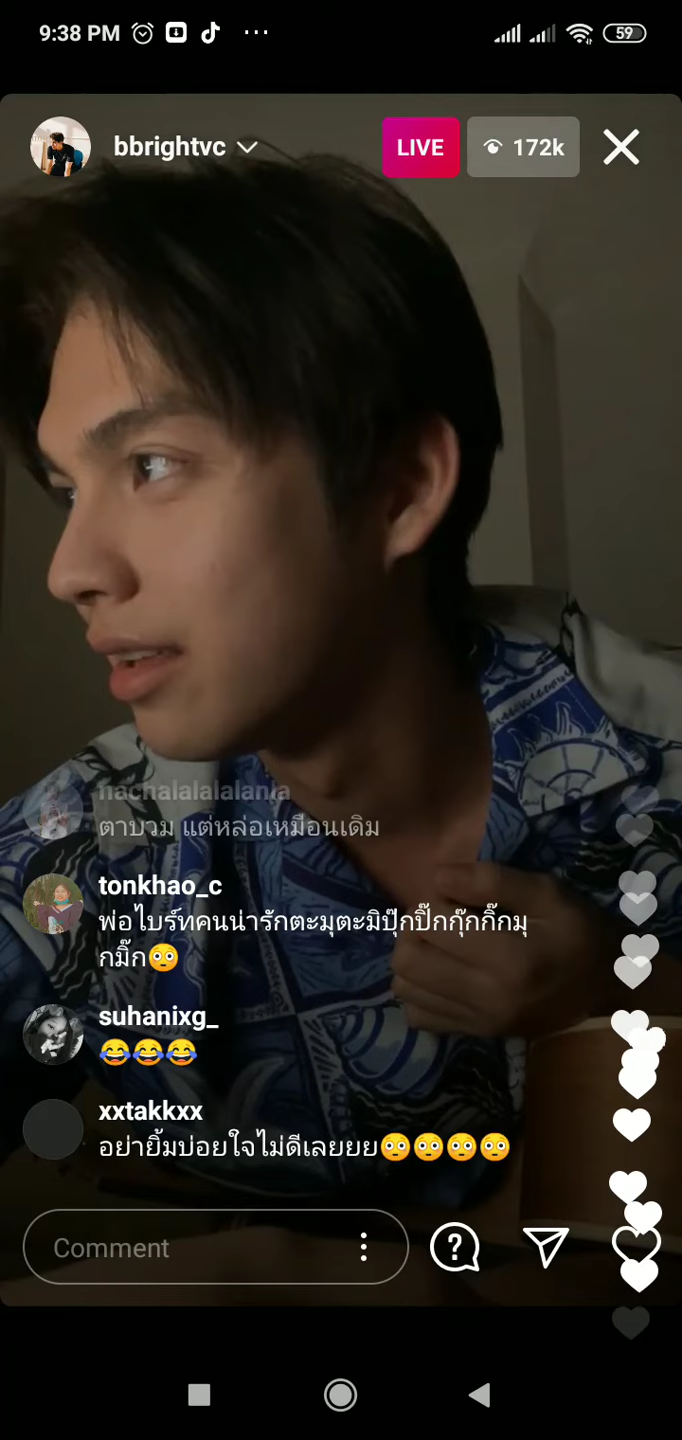 9:38 PM
59
bbrightvc
LIVE
172k
nachalalalalania
ตาบวม แต่หล่อเหมือนเดิม
tonkhao_c
พ่อไบร์ทคนน่ารักตะมุตะมิปุ๊กปิ๊กกุ๊กกิ๊กมุ
กมิ๊ก😳
suhanixg_
😂😂😂
xxtakkxx
อย่ายิ้มบ่อยใจไม่ดีเลยยย😳😳😳😳
Comment